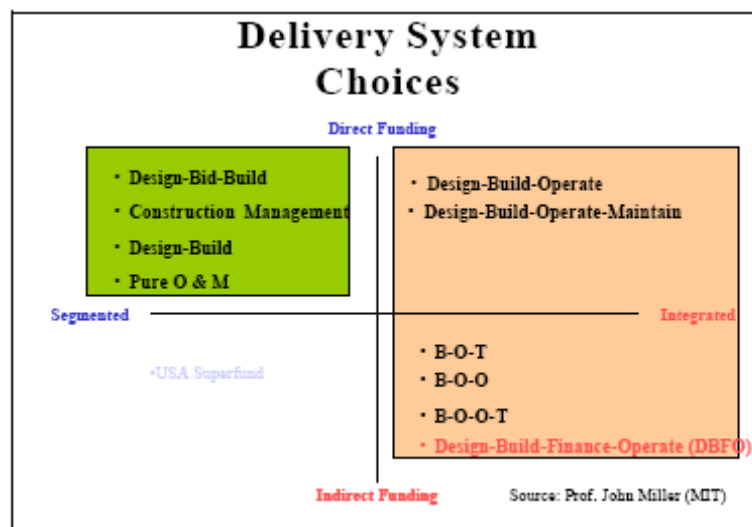 Delivery System
Choices
Direct Funding
· Design-Bid-Build
· Construction Management
· Design-Build
· Pure O & M
· Design-Build-Operate
· Design-Build-Operate-Maintain
Segmented
Integrated
•USA Superfund
· B-O-T
· B-O-O
· B-O-O-T
· Design-Build-Finance-Operate (DBFO)
Indirect Funding
Source: Prof. John Miller (MIT)